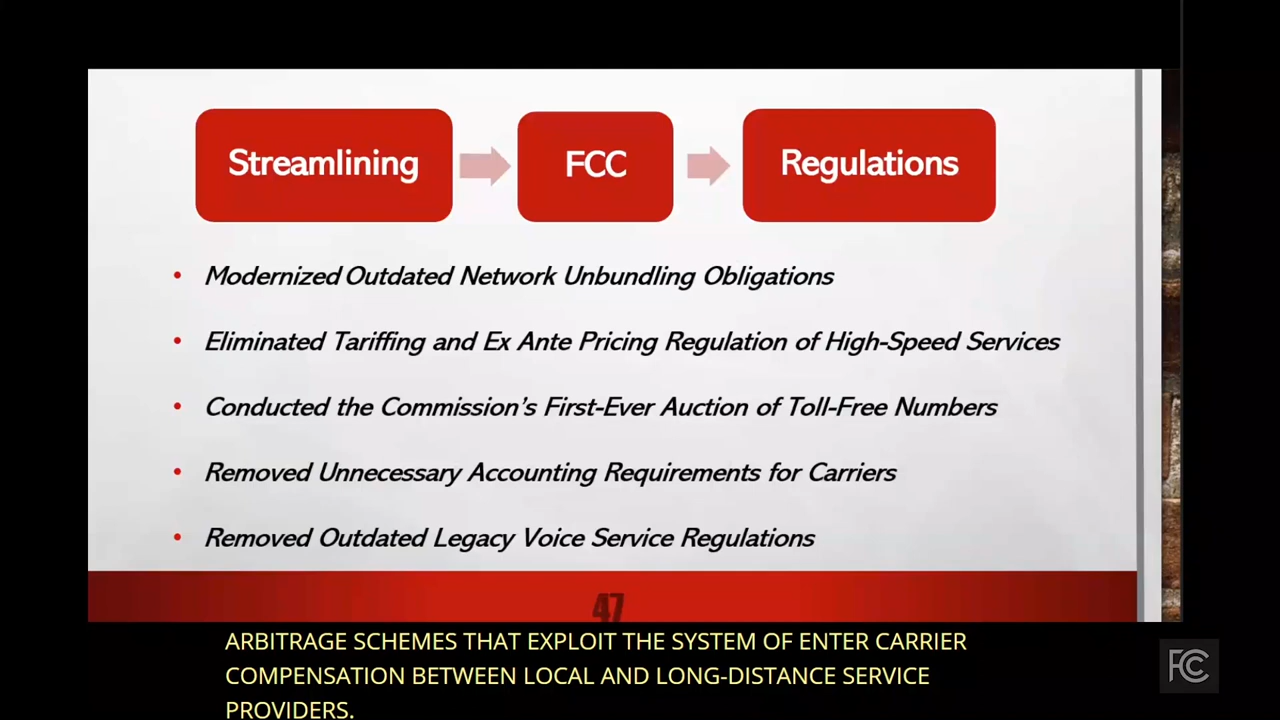 Streamlining
FCC
Regulations
• Modernized Outdated Network Unbundling Obligations
• Eliminated Tariffing and Ex Ante Pricing Regulation of High-Speed Services
• Conducted the Commission's First-Ever Auction of Toll-Free Numbers
• Removed Unnecessary Accounting Requirements for Carriers
• Removed Outdated Legacy Voice Service Regulations
47
ARBITRAGE SCHEMES THAT EXPLOIT THE SYSTEM OF ENTER CARRIER
COMPENSATION BETWEEN LOCAL AND LONG-DISTANCE SERVICE
PROVIDERS.
FCC